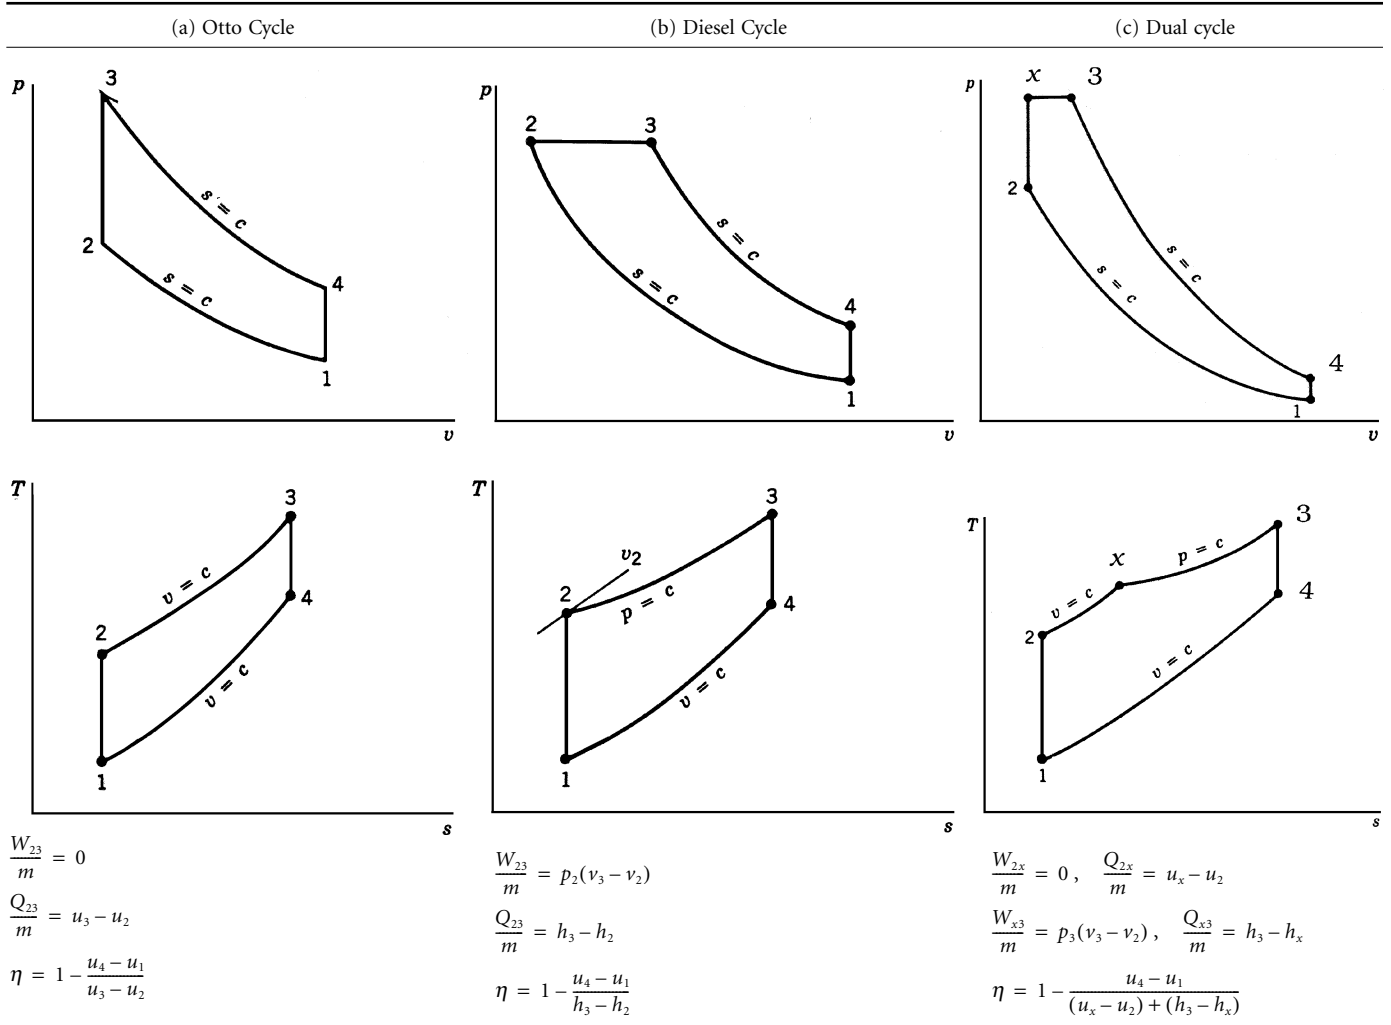 (a) Otto Cycle
(b) Diesel Cycle
(c) Dual cycle
p
3
2
s = c
s = c
4
1
v
p
2
3
s = c
s = c
4
1
v
p
x
3
2
s = c
s = c
4
1
v
T
3
v = c
4
2
v = c
1
s
T
3
v2
2
p = c
4
v = c
1
s
T
3
x
p = c
v = c
4
2
v = c
1
s
W₂₃/m = 0
Q₂₃/m = u₃ – u₂
η = 1 – (u₄ – u₁)/(u₃ – u₂)
W₂₃/m = p₂(v₃ – v₂)
Q₂₃/m = h₃ – h₂
η = 1 – (u₄ – u₁)/(h₃ – h₂)
W₂ₓ/m = 0 , Q₂ₓ/m = uₓ – u₂
Wₓ₃/m = p₃(v₃ – v₂) , Qₓ₃/m = h₃ – hₓ
η = 1 – (u₄ – u₁)/((uₓ – u₂) + (h₃ – hₓ))